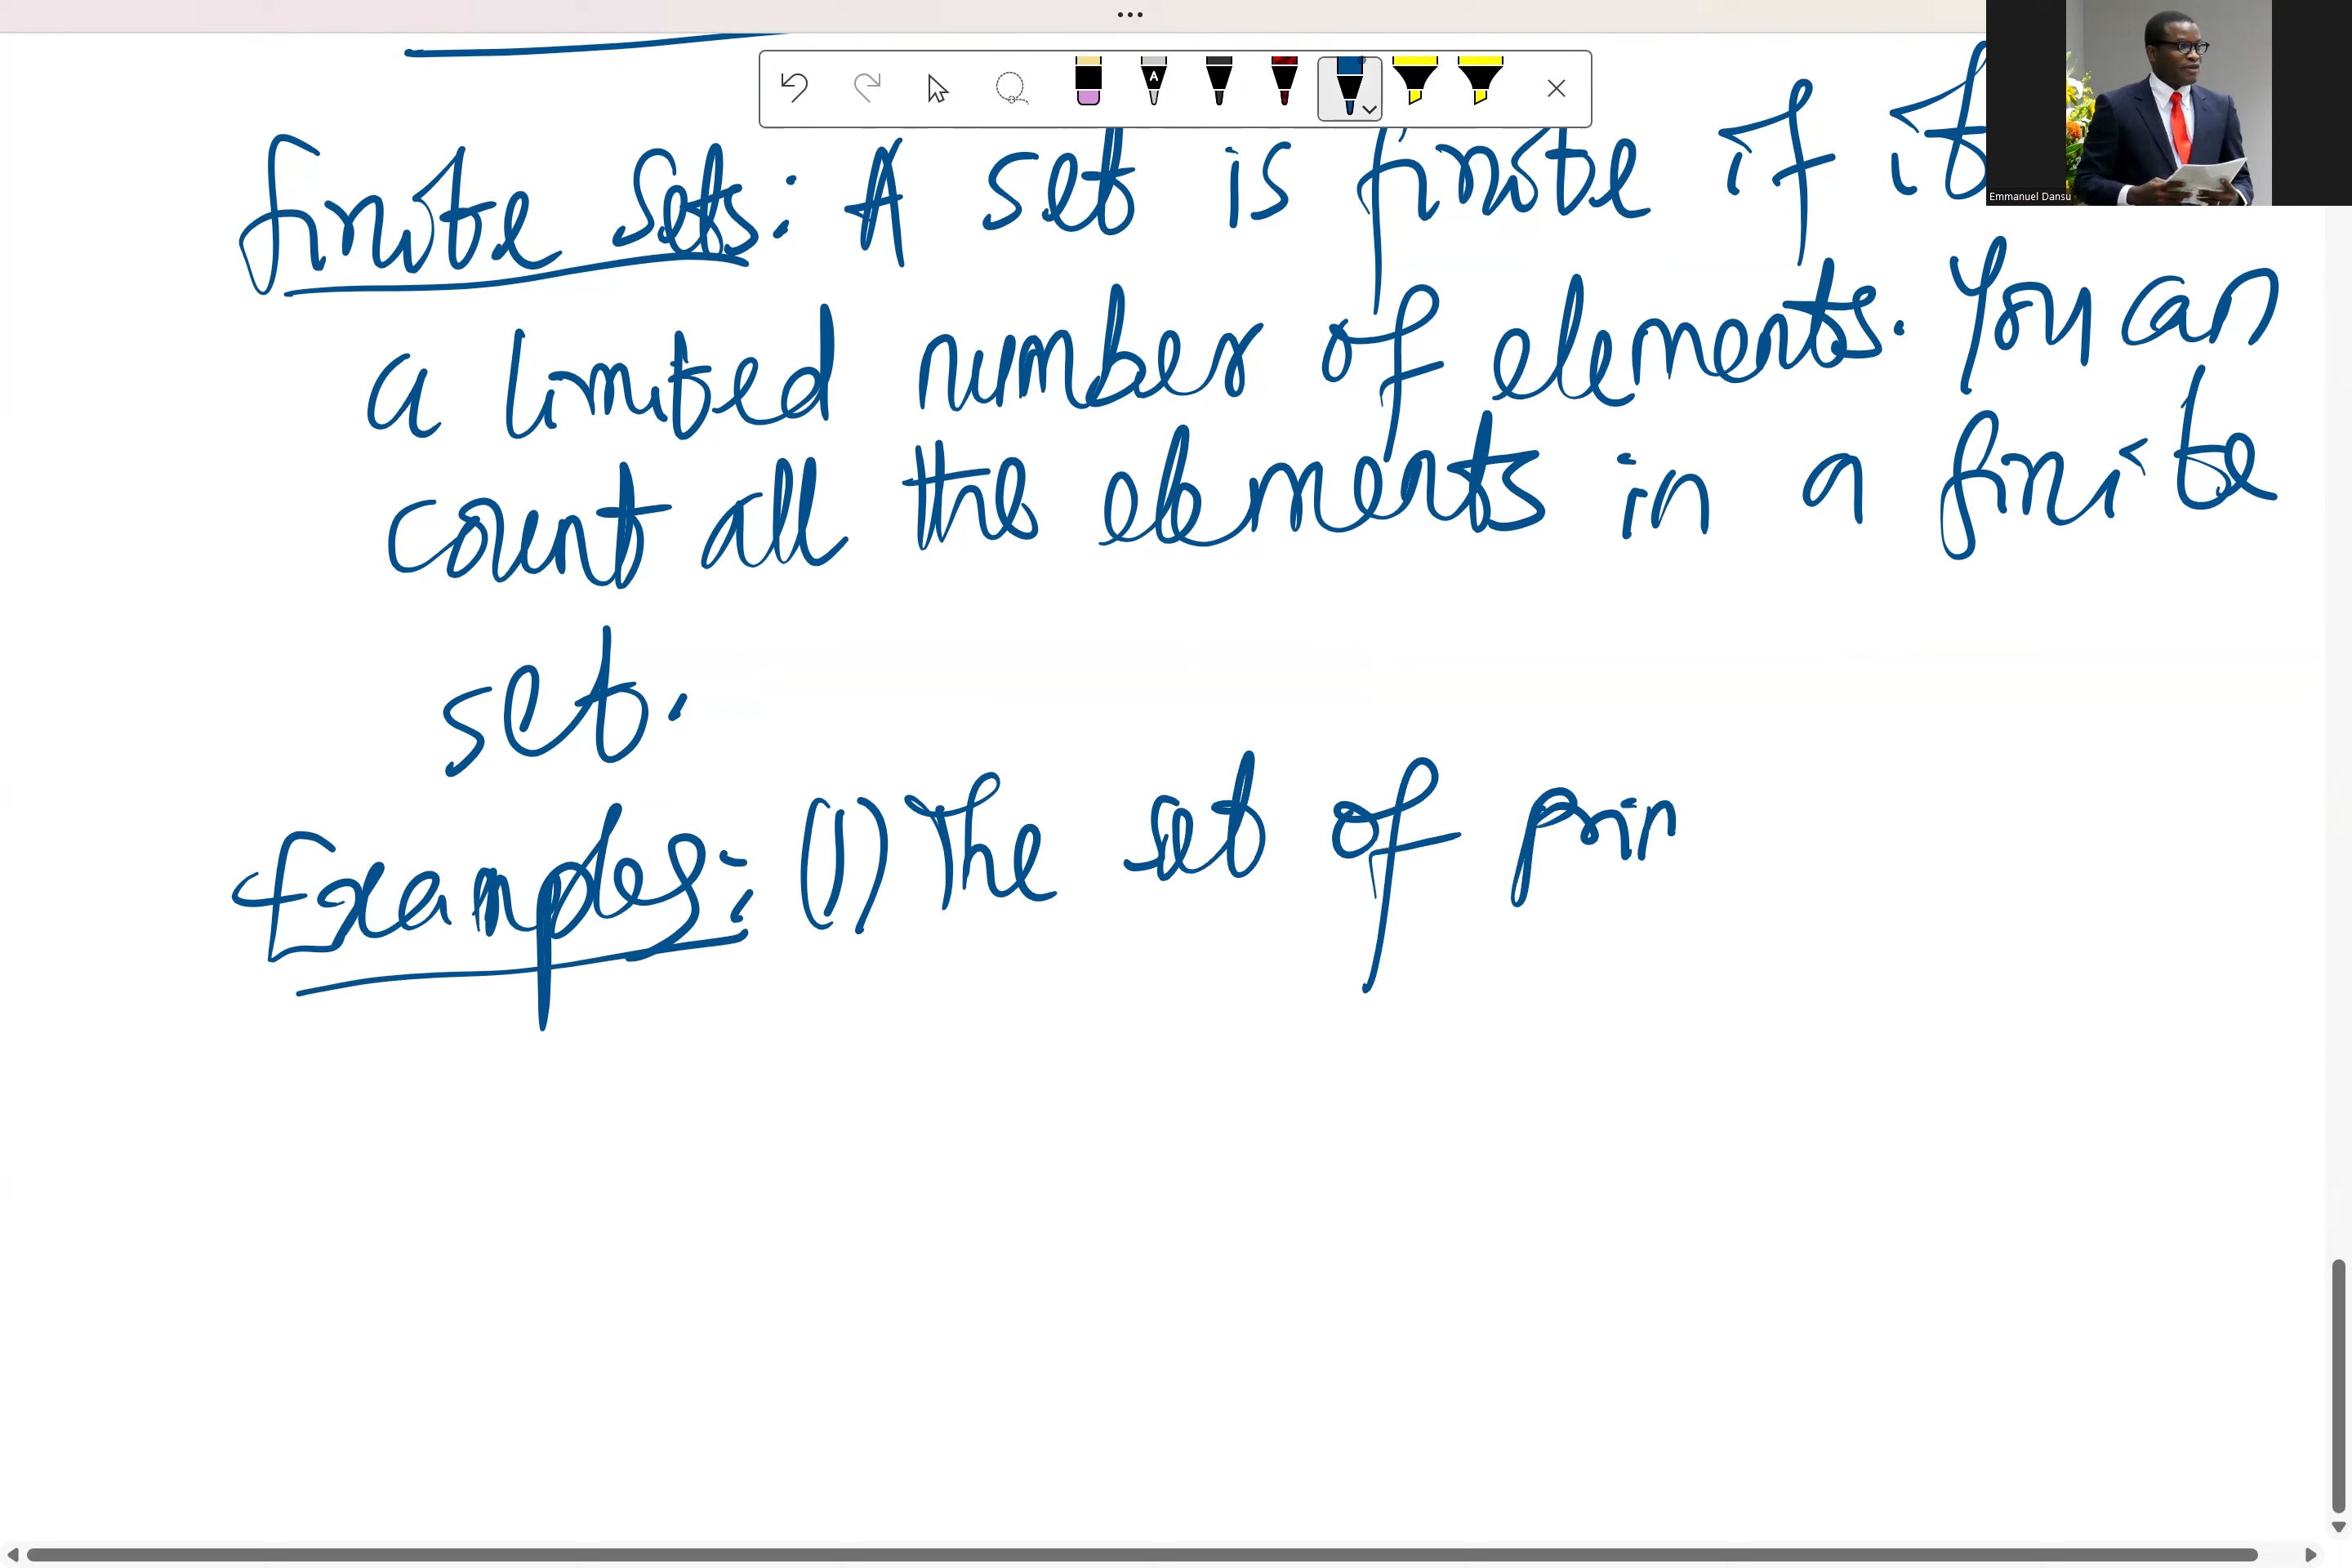 Emmanuel Dansu
A
finite sets: A set is finite if it
a limited number of elements. You can
count all the elements in a finite
set.
Examples: (1) The set of prim